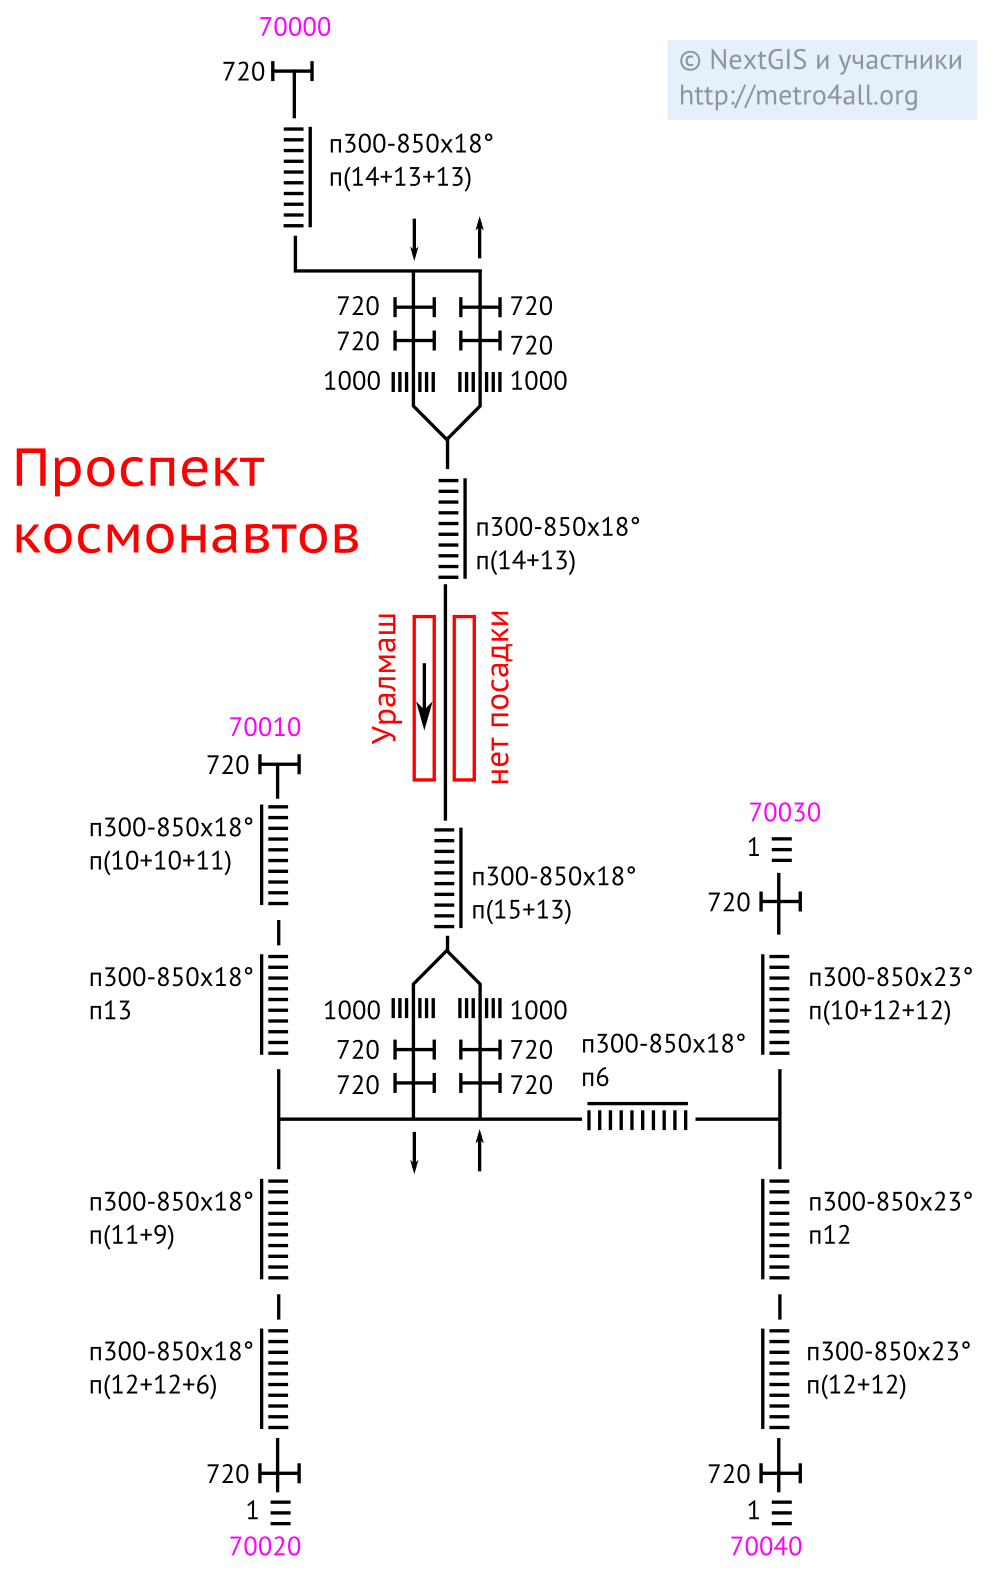 70000
© NextGIS и участники
http://metro4all.org
720
п300-850х18°
п(14+13+13)
720
720
720
720
1000
1000
Проспект
космонавтов
п300-850х18°
п(14+13)
Уралмаш
нет посадки
70010
720
70030
1
п300-850х18°
п(10+10+11)
п300-850х18°
п(15+13)
720
п300-850х18°
п13
п300-850х23°
п(10+12+12)
1000
1000
720
720
720
720
п300-850х18°
п6
п300-850х18°
п(11+9)
п300-850х23°
п12
п300-850х18°
п(12+12+6)
п300-850х23°
п(12+12)
720
720
1
1
70020
70040